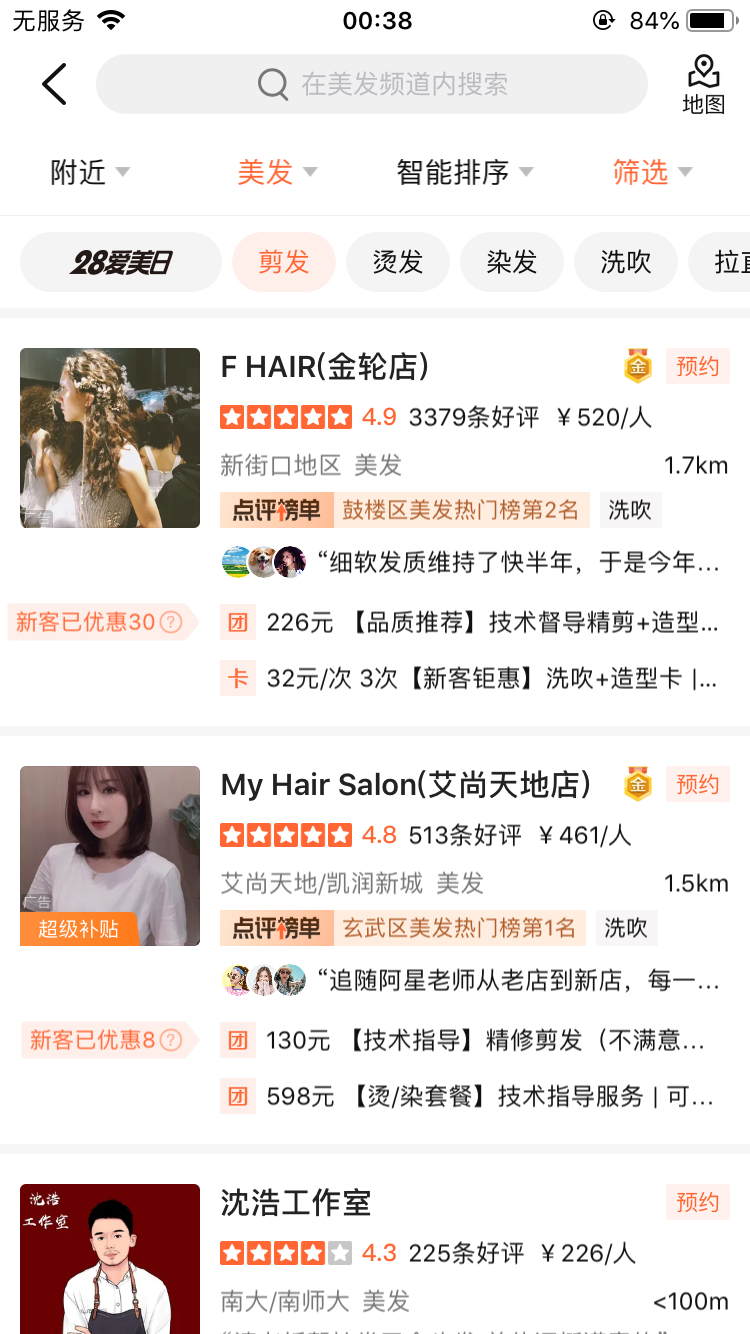 无服务 00:38 84%
在美发频道内搜索
地图
附近 美发 智能排序 筛选
28爱美日 剪发 烫发 染发 洗吹 拉直
F HAIR(金轮店) 金 预约
4.9 3379条好评 ￥520/人
新街口地区 美发 1.7km
广告
点评榜单 鼓楼区美发热门榜第2名 洗吹
“细软发质维持了快半年，于是今年...
新客已优惠30? 团 226元 【品质推荐】技术督导精剪+造型...
卡 32元/次 3次【新客钜惠】洗吹+造型卡 |...
My Hair Salon(艾尚天地店) 金 预约
4.8 513条好评 ￥461/人
艾尚天地/凯润新城 美发 1.5km
广告
超级补贴 点评榜单 玄武区美发热门榜第1名 洗吹
“追随阿星老师从老店到新店，每一...
新客已优惠8? 团 130元 【技术指导】精修剪发（不满意...
团 598元 【烫/染套餐】技术指导服务 | 可...
沈浩
工作室
沈浩工作室 预约
4.3 225条好评 ￥226/人
南大/南师大 美发 <100m